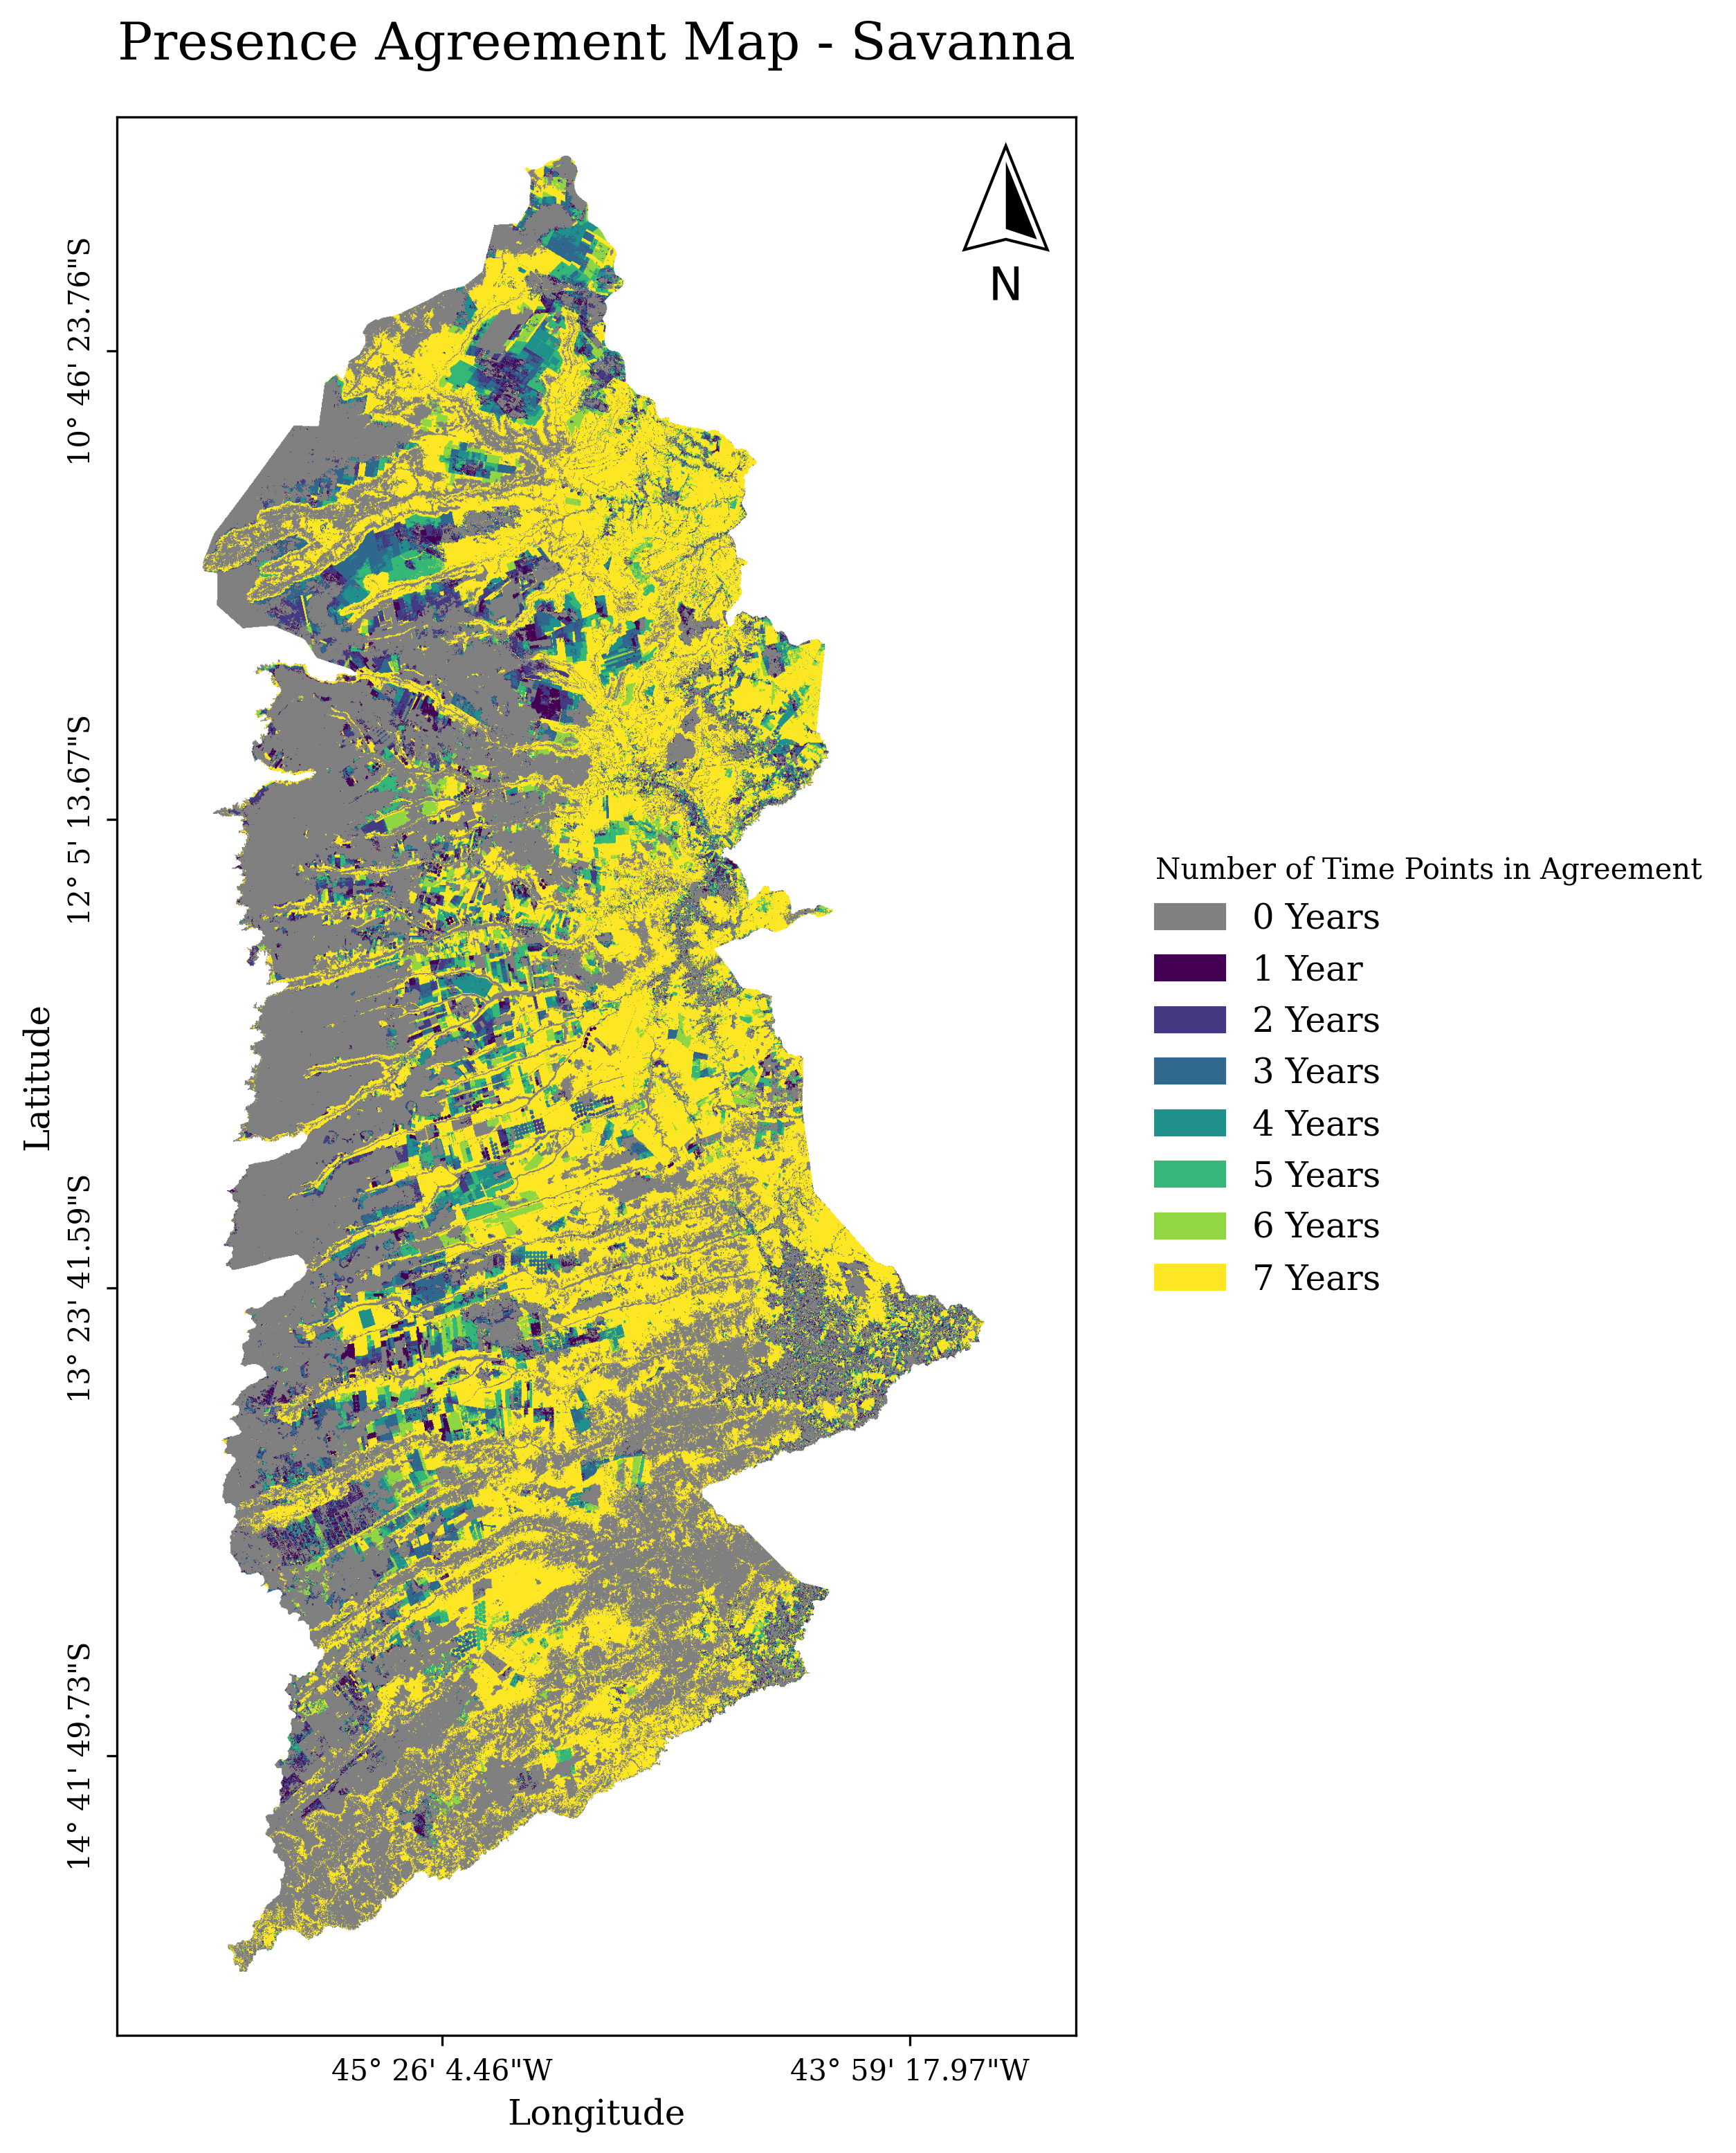 Presence Agreement Map - Savanna
N
10° 46' 23.76"S
12° 5' 13.67"S
13° 23' 41.59"S
14° 41' 49.73"S
Latitude
45° 26' 4.46"W
43° 59' 17.97"W
Longitude
Number of Time Points in Agreement
0 Years
1 Year
2 Years
3 Years
4 Years
5 Years
6 Years
7 Years